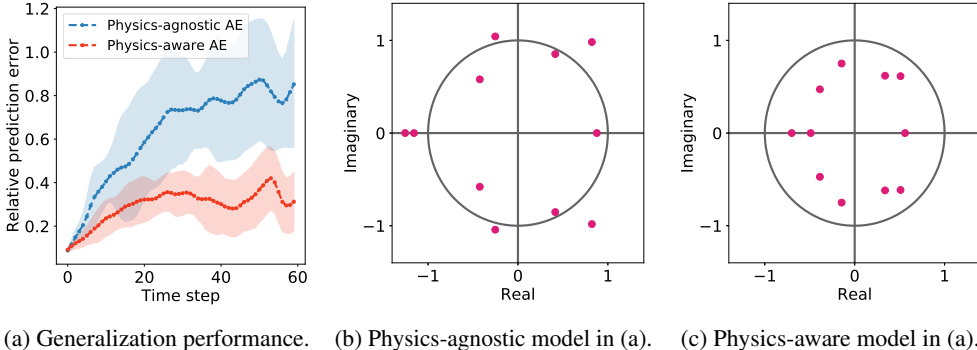 1.2
1.0
0.8
0.6
0.4
0.2
0
20
40
60
Relative prediction error
Time step
Physics-agnostic AE
Physics-aware AE
1
0
−1
−1
0
1
Imaginary
Real
1
0
−1
−1
0
1
Imaginary
Real
(a) Generalization performance.
(b) Physics-agnostic model in (a).
(c) Physics-aware model in (a).